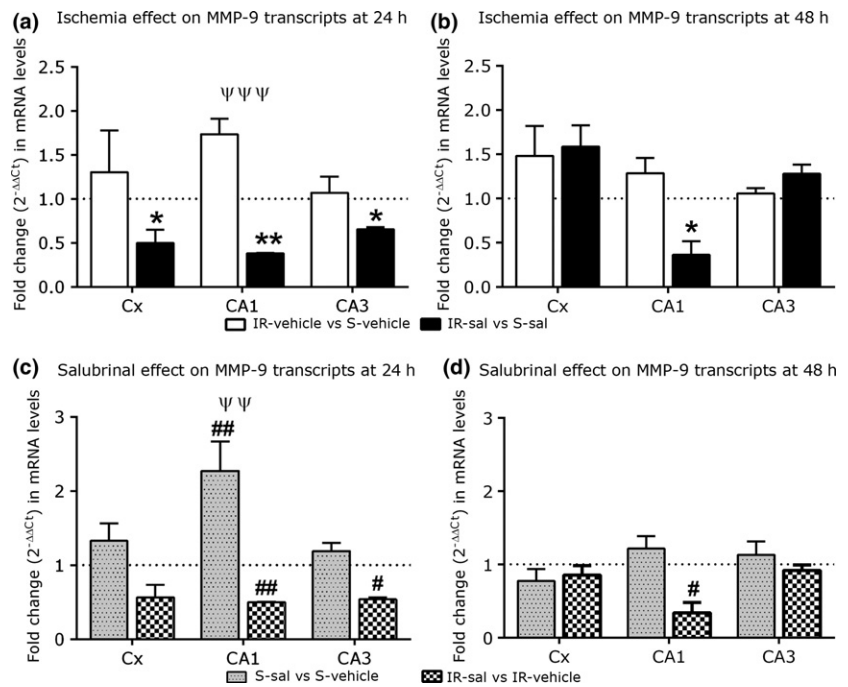 (a) Ischemia effect on MMP-9 transcripts at 24 h
Fold change (2^-ΔΔCt) in mRNA levels
2.5
2.0
1.5
1.0
0.5
0.0
ψ ψ ψ
*
**
*
Cx CA1 CA3
(b) Ischemia effect on MMP-9 transcripts at 48 h
Fold change (2^-ΔΔCt) in mRNA levels
2.5
2.0
1.5
1.0
0.5
0.0
*
Cx CA1 CA3
IR-vehicle vs S-vehicle IR-sal vs S-sal
(c) Salubrinal effect on MMP-9 transcripts at 24 h
Fold change (2^-ΔΔCt) in mRNA levels
3
2
1
0
ψ ψ
##
##
#
Cx CA1 CA3
(d) Salubrinal effect on MMP-9 transcripts at 48 h
Fold change (2^-ΔΔCt) in mRNA levels
3
2
1
0
#
Cx CA1 CA3
S-sal vs S-vehicle IR-sal vs IR-vehicle